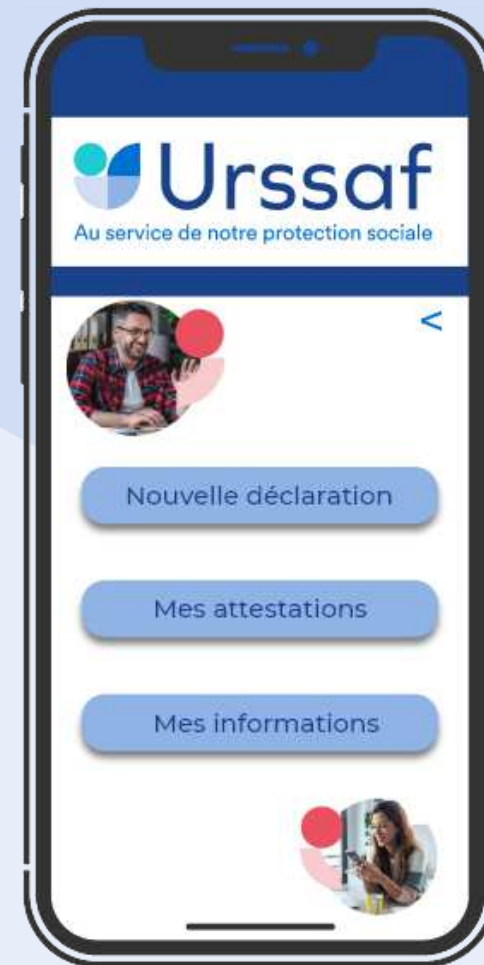 Urssaf
Au service de notre protection sociale
<
Nouvelle déclaration
Mes attestations
Mes informations